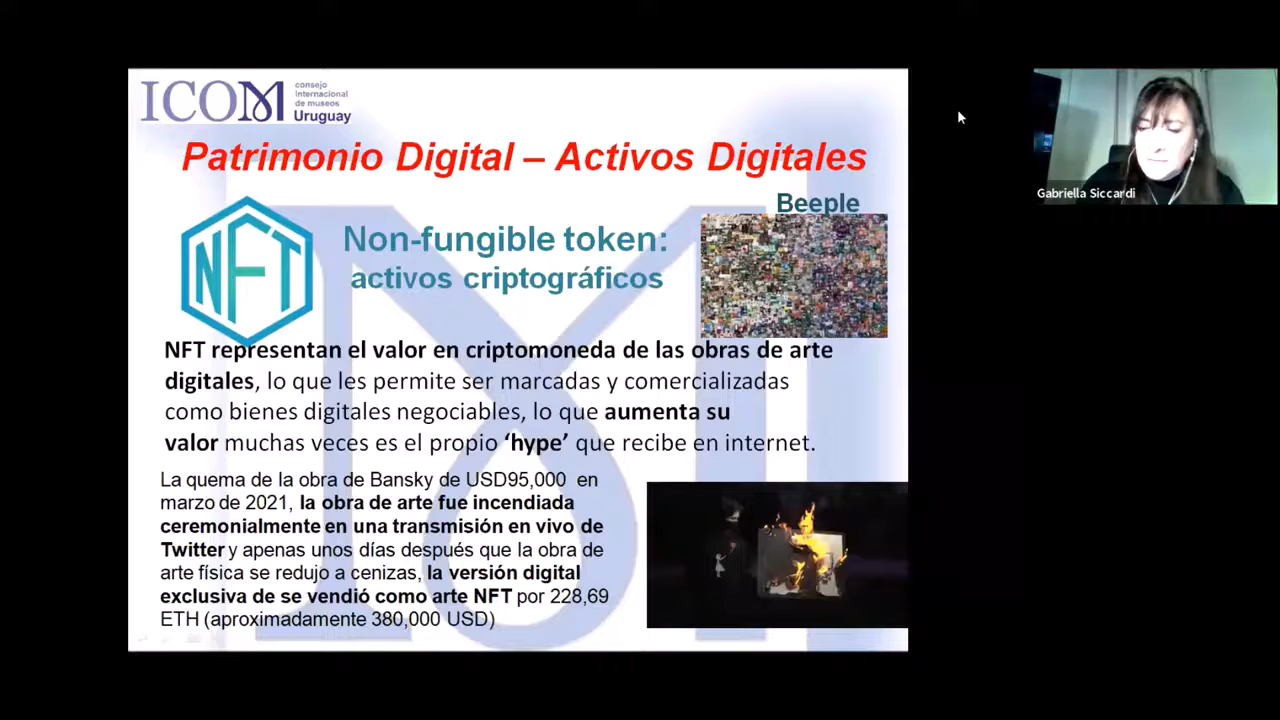 ICOM
consejo
internacional
de museos
Uruguay
Patrimonio Digital – Activos Digitales
Beeple
NFT
Non-fungible token:
activos criptográficos
NFT representan el valor en criptomoneda de las obras de arte
digitales, lo que les permite ser marcadas y comercializadas
como bienes digitales negociables, lo que aumenta su
valor muchas veces es el propio ‘hype’ que recibe en internet.
La quema de la obra de Bansky de USD95,000 en
marzo de 2021, la obra de arte fue incendiada
ceremonialmente en una transmisión en vivo de
Twitter y apenas unos días después que la obra de
arte física se redujo a cenizas, la versión digital
exclusiva de se vendió como arte NFT por 228,69
ETH (aproximadamente 380,000 USD)
Gabriella Siccardi